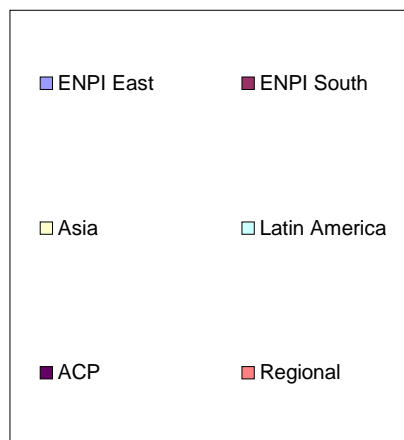 ENPI East
ENPI South
Asia
Latin America
ACP
Regional